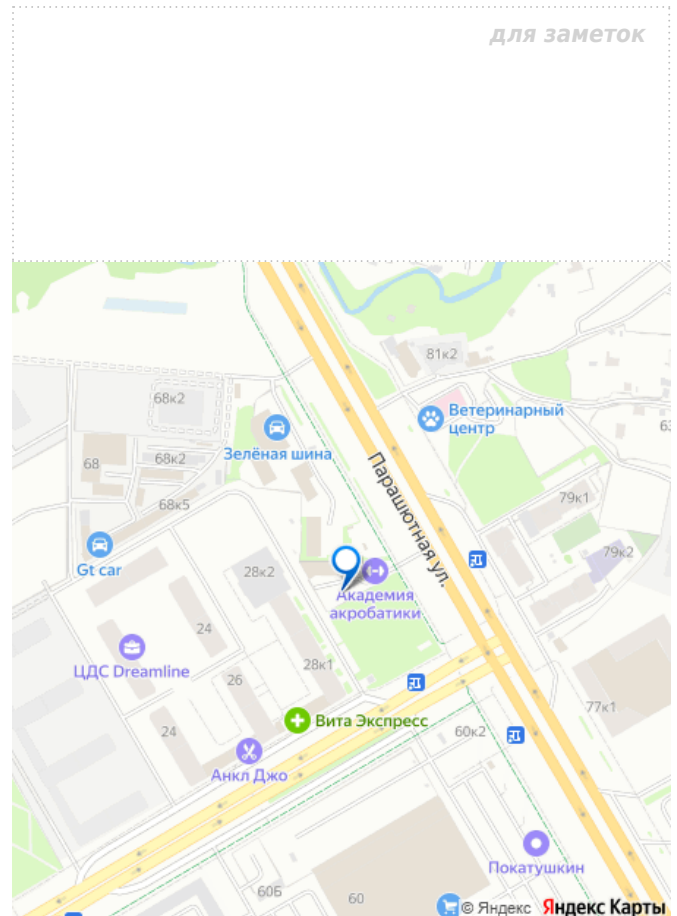 для заметок
81к2
68к2
Ветеринарный
центр
63
Зелёная шина
68
68к2
Парашютная ул.
79к1
68к5
Gt car
79к2
28к2
Академия
акробатики
24
28к1
ЦДС Dreamline
26
77к1
Вита Экспресс
24
60к2
Анкл Джо
Покатушкин
60Б
60
© Яндекс Яндекс Карты